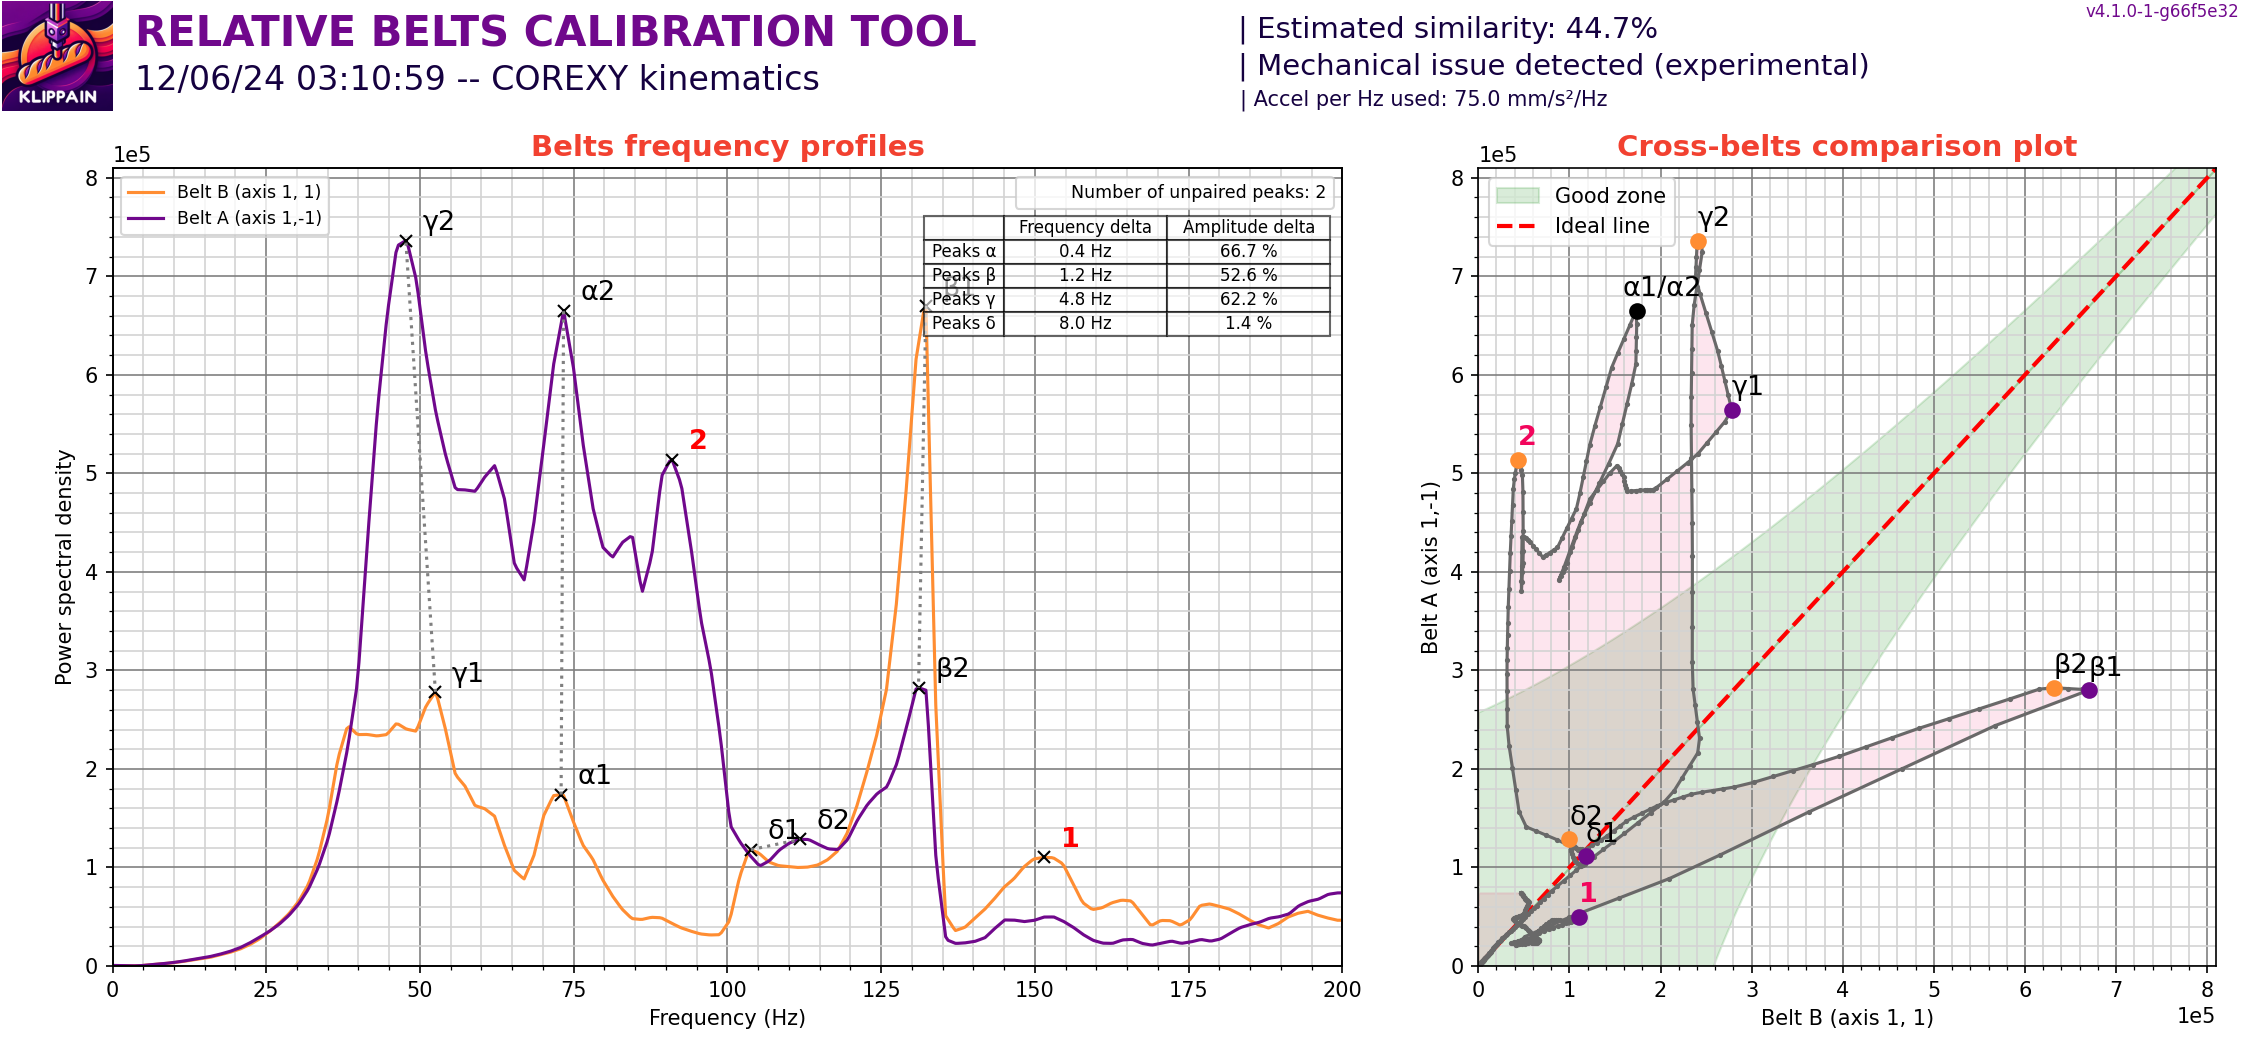 KLIPPAIN
RELATIVE BELTS CALIBRATION TOOL
12/06/24 03:10:59 -- COREXY kinematics
| Estimated similarity: 44.7%
| Mechanical issue detected (experimental)
| Accel per Hz used: 75.0 mm/s²/Hz
v4.1.0-1-g66f5e32
Belts frequency profiles
1e5
Belt B (axis 1, 1)
Belt A (axis 1,-1)
Number of unpaired peaks: 2
Frequency delta Amplitude delta
Peaks α 0.4 Hz 66.7 %
Peaks β 1.2 Hz 52.6 %
Peaks γ 4.8 Hz 62.2 %
Peaks δ 8.0 Hz 1.4 %
γ2
α2
β1
2
γ1
β2
α1
δ1
δ2
1
8
7
6
5
4
3
2
1
0
Power spectral density
0 25 50 75 100 125 150 175 200
Frequency (Hz)
Cross-belts comparison plot
1e5
Good zone
Ideal line
γ2
α1/α2
γ1
2
β2
β1
δ2
δ1
1
8
7
6
5
4
3
2
1
0
Belt A (axis 1,-1)
0 1 2 3 4 5 6 7 8
Belt B (axis 1, 1)
1e5